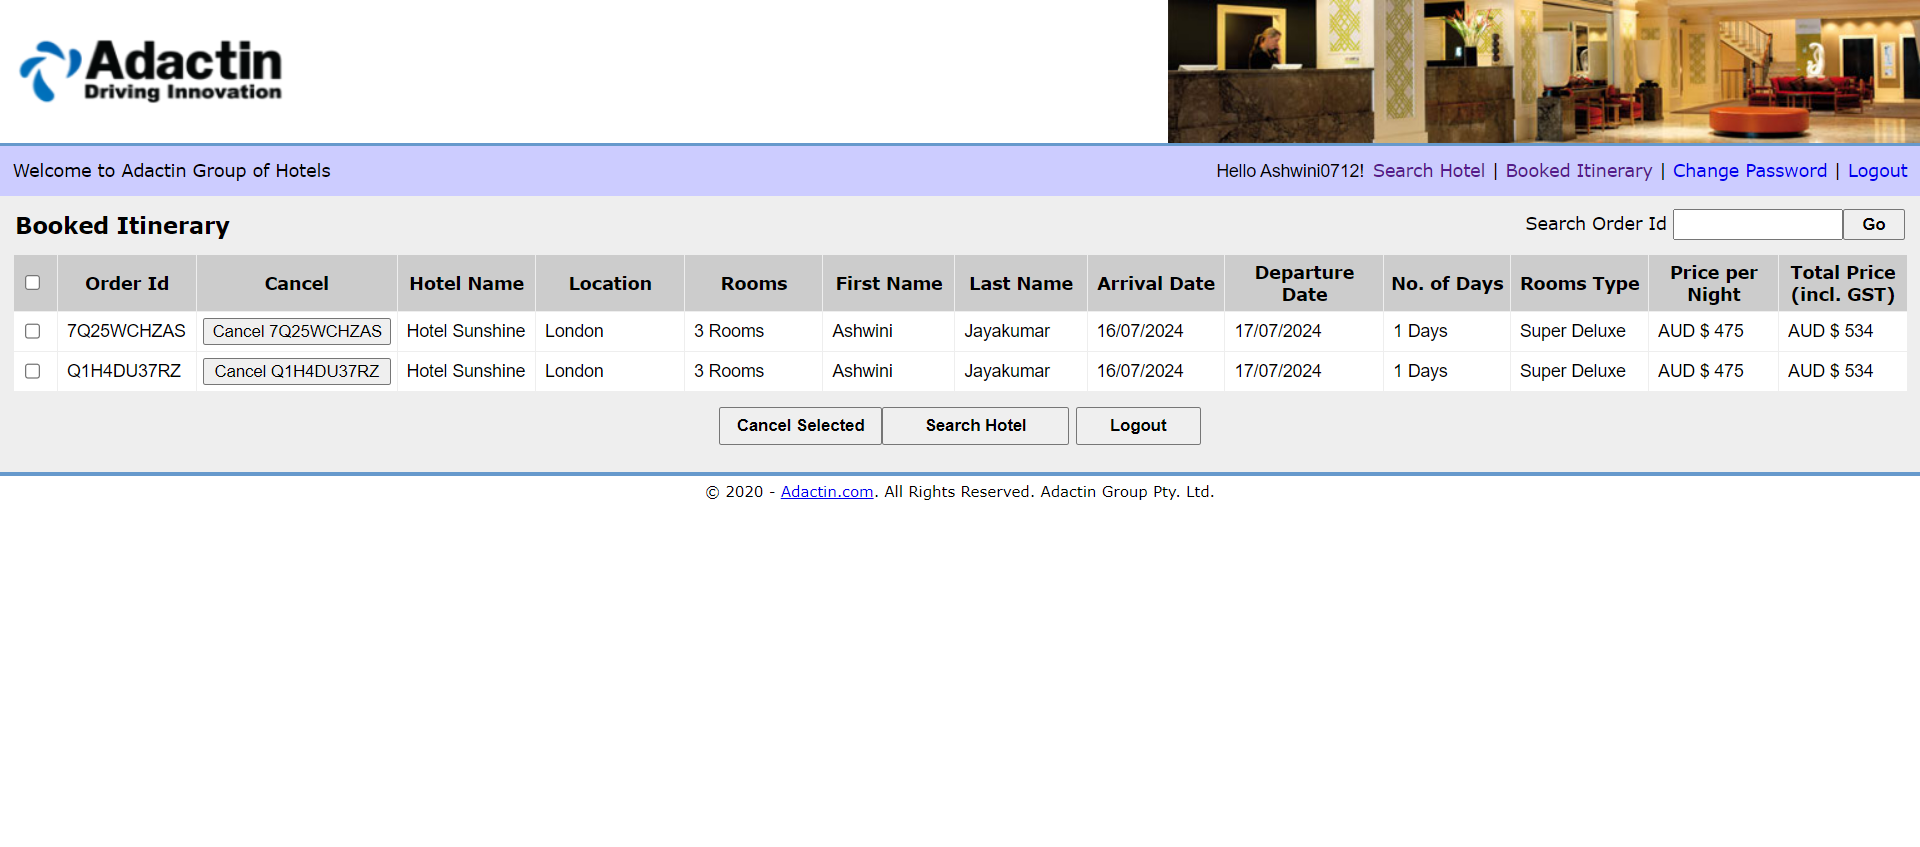 Adactin
Driving Innovation
Welcome to Adactin Group of Hotels
Hello Ashwini0712! Search Hotel | Booked Itinerary | Change Password | Logout
Booked Itinerary
Search Order Id Go
Order Id Cancel Hotel Name Location Rooms First Name Last Name Arrival Date Departure Date No. of Days Rooms Type Price per Night Total Price (incl. GST)
7Q25WCHZAS Cancel 7Q25WCHZAS Hotel Sunshine London 3 Rooms Ashwini Jayakumar 16/07/2024 17/07/2024 1 Days Super Deluxe AUD $ 475 AUD $ 534
Q1H4DU37RZ Cancel Q1H4DU37RZ Hotel Sunshine London 3 Rooms Ashwini Jayakumar 16/07/2024 17/07/2024 1 Days Super Deluxe AUD $ 475 AUD $ 534
Cancel Selected Search Hotel Logout
© 2020 - Adactin.com. All Rights Reserved. Adactin Group Pty. Ltd.